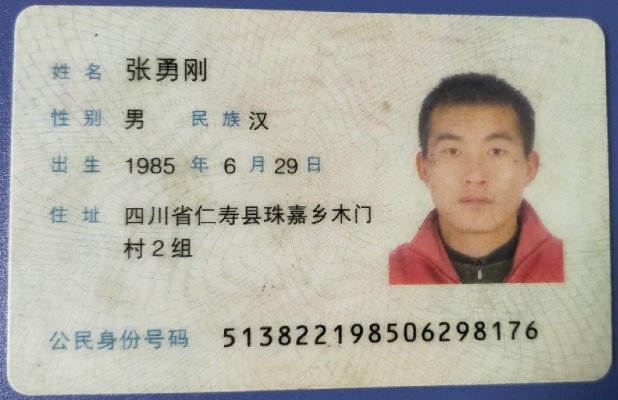 姓名 张勇刚
性别 男 民族 汉
出生 1985 年 6 月 29 日
住址 四川省仁寿县珠嘉乡木门
村2组
公民身份号码 513822198506298176